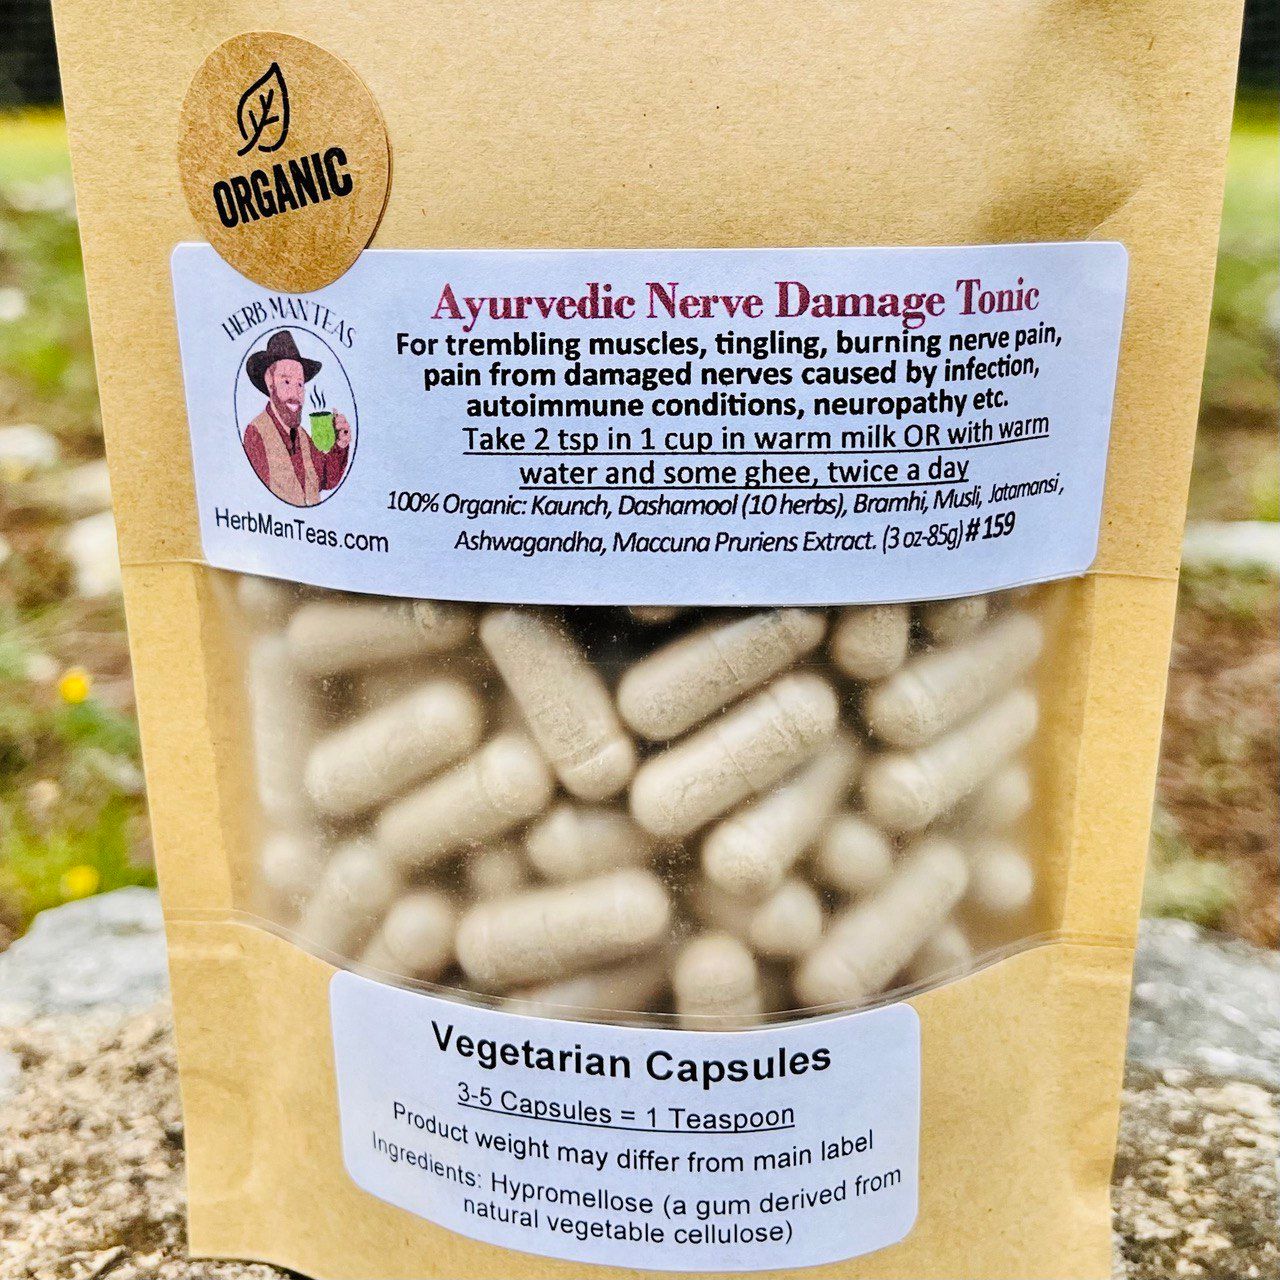 ORGANIC
HERB MAN TEAS
HerbManTeas.com
Ayurvedic Nerve Damage Tonic
For trembling muscles, tingling, burning nerve pain,
pain from damaged nerves caused by infection,
autoimmune conditions, neuropathy etc.
Take 2 tsp in 1 cup in warm milk OR with warm
water and some ghee, twice a day
100% Organic: Kaunch, Dashamool (10 herbs), Bramhi, Musli, Jatamansi,
Ashwagandha, Maccuna Pruriens Extract. (3 oz-85g) #159
Vegetarian Capsules
3-5 Capsules = 1 Teaspoon
Product weight may differ from main label
Ingredients: Hypromellose (a gum derived from
natural vegetable cellulose)